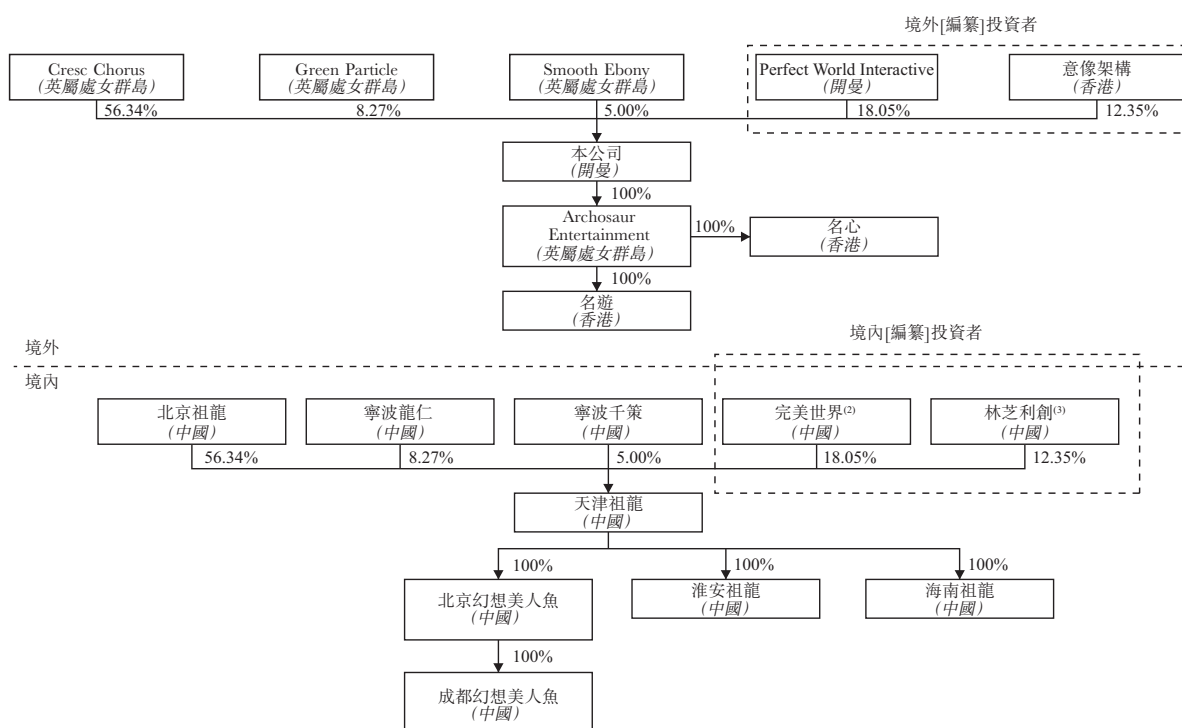 境外[編纂]投資者
Cresc Chorus
(英屬處女群島)
Green Particle
(英屬處女群島)
Smooth Ebony
(英屬處女群島)
Perfect World Interactive
(開曼)
意像架構
(香港)
56.34%
8.27%
5.00%
18.05%
12.35%
本公司
(開曼)
100%
Archosaur
Entertainment
(英屬處女群島)
100%
名心
(香港)
100%
名遊
(香港)
境內[編纂]投資者
境外
境內
北京祖龍
(中國)
寧波龍仁
(中國)
寧波千策
(中國)
完美世界(2)
(中國)
林芝利創(3)
(中國)
56.34%
8.27%
5.00%
18.05%
12.35%
天津祖龍
(中國)
100%
100%
100%
北京幻想美人魚
(中國)
淮安祖龍
(中國)
海南祖龍
(中國)
100%
成都幻想美人魚
(中國)